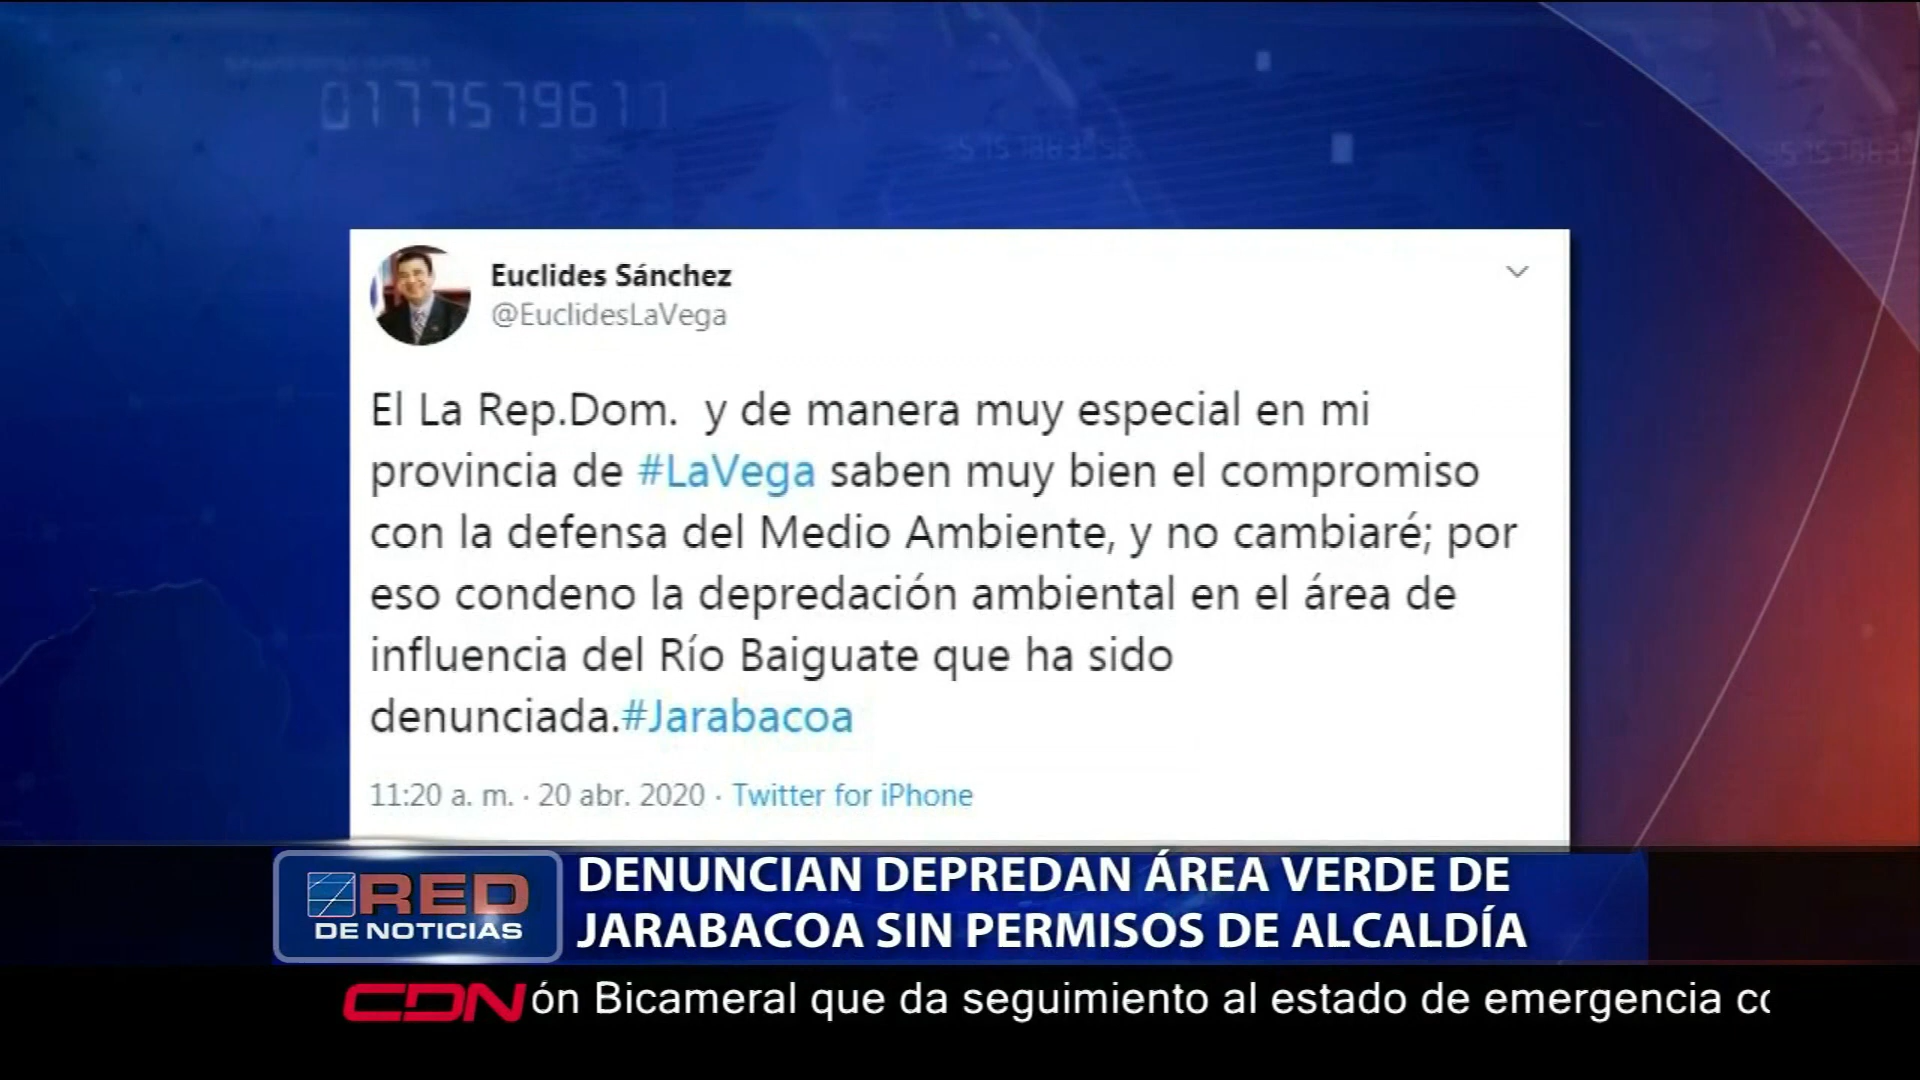 0177579611
Euclides Sánchez
@EuclidesLaVega
El La Rep.Dom.  y de manera muy especial en mi
provincia de #LaVega saben muy bien el compromiso
con la defensa del Medio Ambiente, y no cambiaré; por
eso condeno la depredación ambiental en el área de
influencia del Río Baiguate que ha sido
denunciada.#Jarabacoa
11:20 a. m. · 20 abr. 2020 · Twitter for iPhone
RED
DE NOTICIAS
DENUNCIAN DEPREDAN ÁREA VERDE DE
JARABACOA SIN PERMISOS DE ALCALDÍA
CDN ón Bicameral que da seguimiento al estado de emergencia co